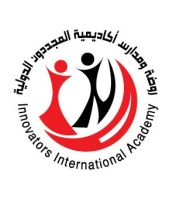 روضة ومدارس أكاديمية المجددون الدولية
Innovators International Academy